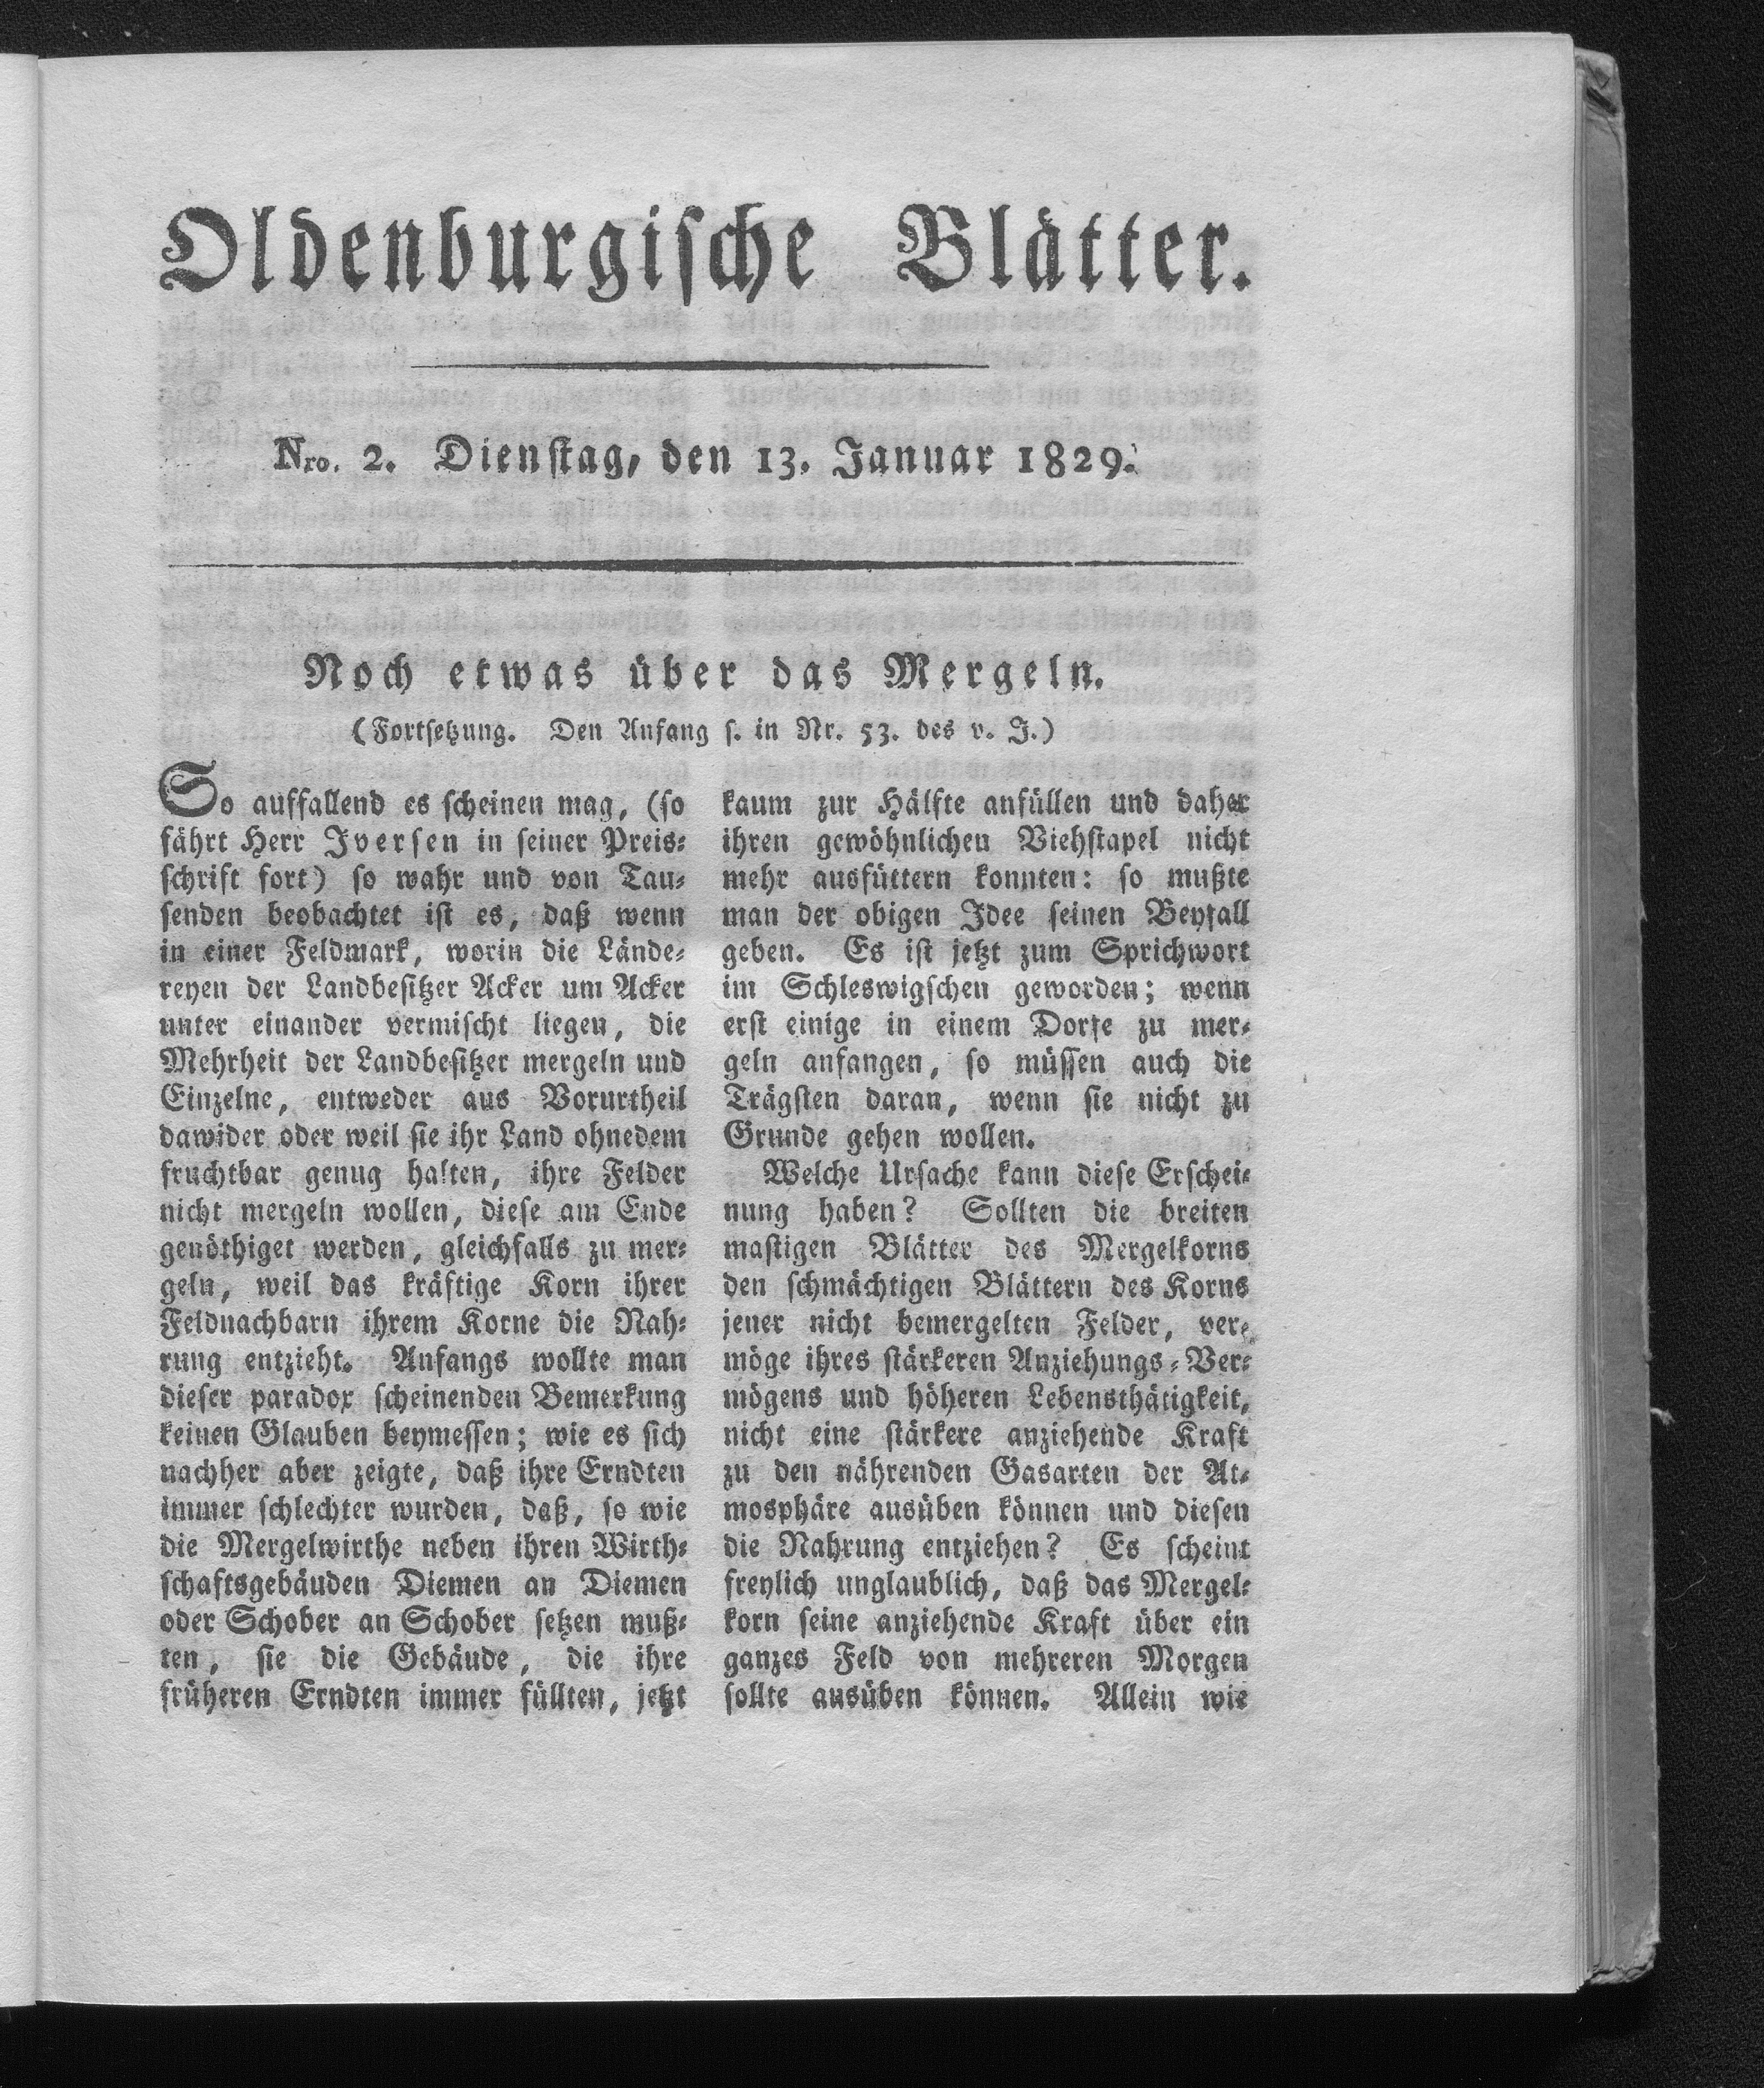 Oldenburgische Blätter.
Nro. 2. Dienstag, den 13. Januar 1829.
Noch etwas über das Mergeln.
(Fortsetzung. Den Anfang s. in Nr. 53. des v. J.)
So auffallend es scheinen mag, (so
fährt Herr Iversen in seiner Preis-
schrift fort) so wahr und von Tau-
senden beobachtet ist es, daß wenn
in einer Feldmark, worin die Lände-
reyen der Landbesitzer Acker um Acker
unter einander vermischt liegen, die
Mehrheit der Landbesitzer mergeln und
Einzelne, entweder aus Vorurtheil
dawider oder weil sie ihr Land ohnedem
fruchtbar genug halten, ihre Felder
nicht mergeln wollen, diese am Ende
genöthiget werden, gleichfalls zu mer-
geln, weil das kräftige Korn ihrer
Feldnachbarn ihrem Korne die Nah-
rung entzieht. Anfangs wollte man
dieser paradox scheinenden Bemerkung
keinen Glauben beymessen; wie es sich
nachher aber zeigte, daß ihre Erndten
immer schlechter wurden, daß, so wie
die Mergelwirthe neben ihren Wirth-
schaftsgebäuden Diemen an Diemen
oder Schober an Schober setzen muß-
ten, sie die Gebäude, die ihre
früheren Erndten immer füllten, jetzt
kaum zur Hälfte anfüllen und daher
ihren gewöhnlichen Viehstapel nicht
mehr ausfüttern konnten: so mußte
man der obigen Idee seinen Beyfall
geben. Es ist jetzt zum Sprichwort
im Schleswigschen geworden; wenn
erst einige in einem Dorfe zu mer-
geln anfangen, so müssen auch die
Trägsten daran, wenn sie nicht zu
Grunde gehen wollen.
Welche Ursache kann diese Erschei-
nung haben? Sollten die breiten
mastigen Blätter des Mergelkorns
den schmächtigen Blättern des Korns
jener nicht bemergelten Felder, ver-
möge ihres stärkeren Anziehungs-Ver-
mögens und höheren Lebensthätigkeit,
nicht eine stärkere anziehende Kraft
zu den nährenden Gasarten der At-
mosphäre ausüben können und diesen
die Nahrung entziehen? Es scheint
freylich unglaublich, daß das Mergel-
korn seine anziehende Kraft über ein
ganzes Feld von mehreren Morgen
sollte ausüben können. Allein wie